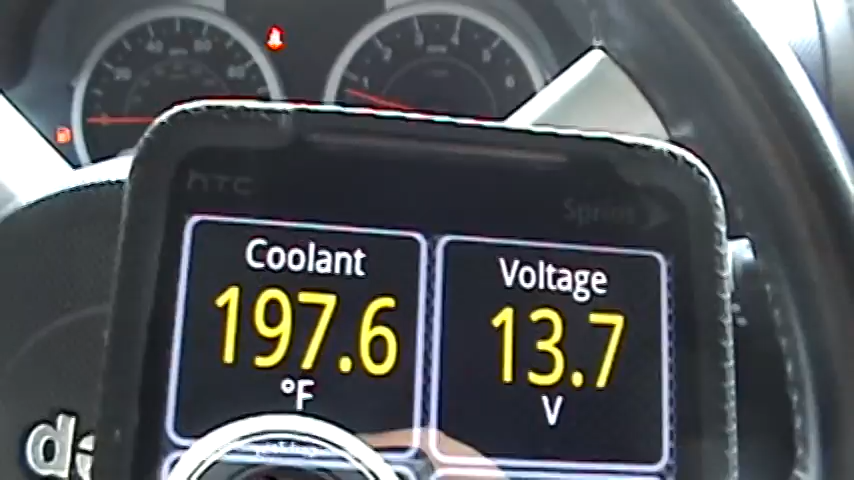 htc
Sprint
Coolant
197.6
°F
Voltage
13.7
V